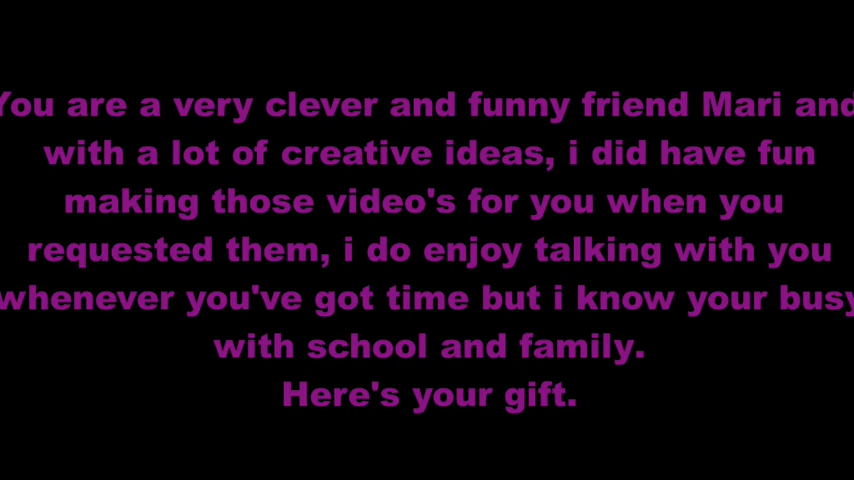 You are a very clever and funny friend Mari and
with a lot of creative ideas, i did have fun
making those video's for you when you
requested them, i do enjoy talking with you
whenever you've got time but i know your busy
with school and family.
Here's your gift.